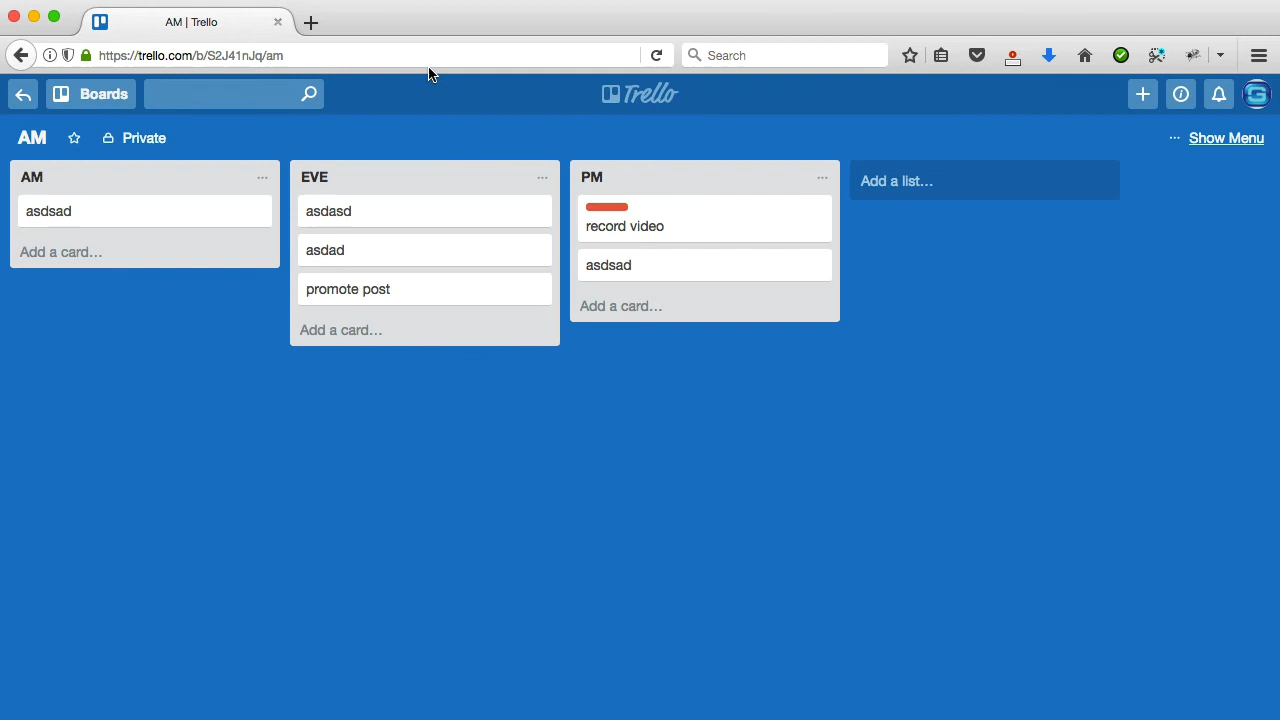 AM | Trello
https://trello.com/b/S2J41nJq/am
Search
Boards
Trello
AM
Private
Show Menu
AM
asdsad
Add a card…
EVE
asdasd
asdad
promote post
Add a card…
PM
record video
asdsad
Add a card…
Add a list…